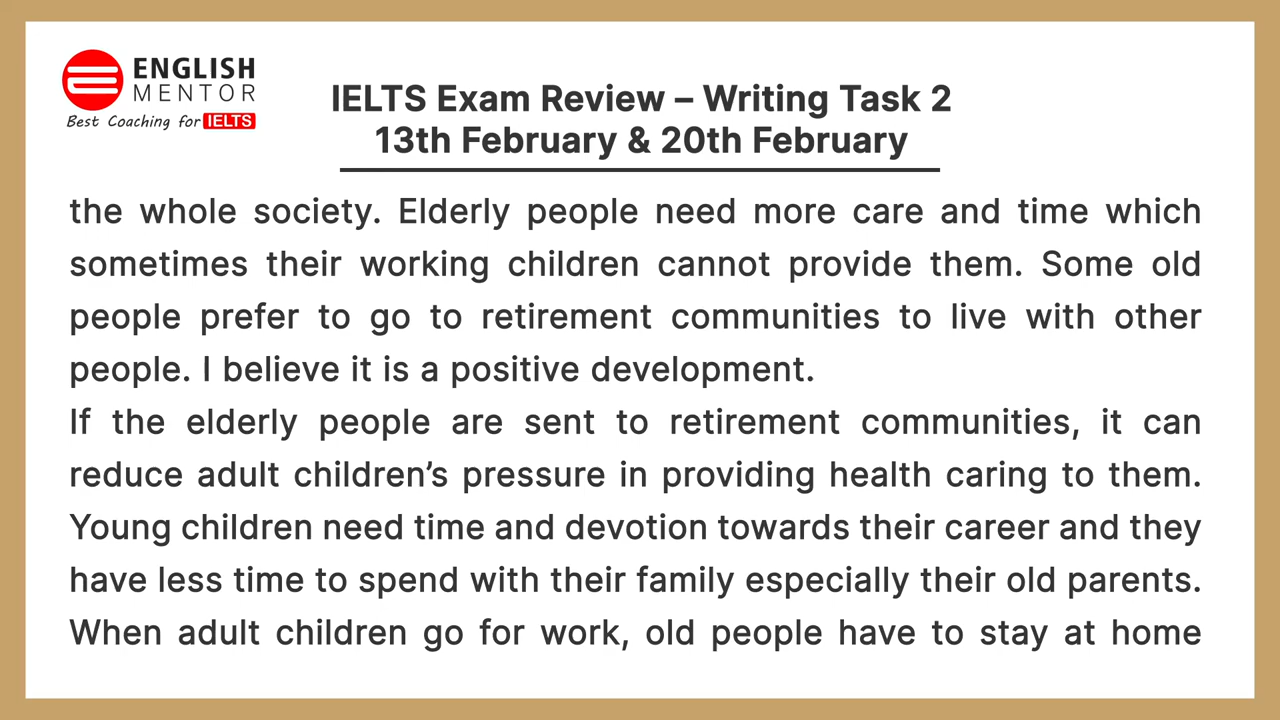 ENGLISH
MENTOR
Best Coaching for IELTS
IELTS Exam Review – Writing Task 2
13th February & 20th February
the whole society. Elderly people need more care and time which
sometimes their working children cannot provide them. Some old
people prefer to go to retirement communities to live with other
people. I believe it is a positive development.
If the elderly people are sent to retirement communities, it can
reduce adult children’s pressure in providing health caring to them.
Young children need time and devotion towards their career and they
have less time to spend with their family especially their old parents.
When adult children go for work, old people have to stay at home